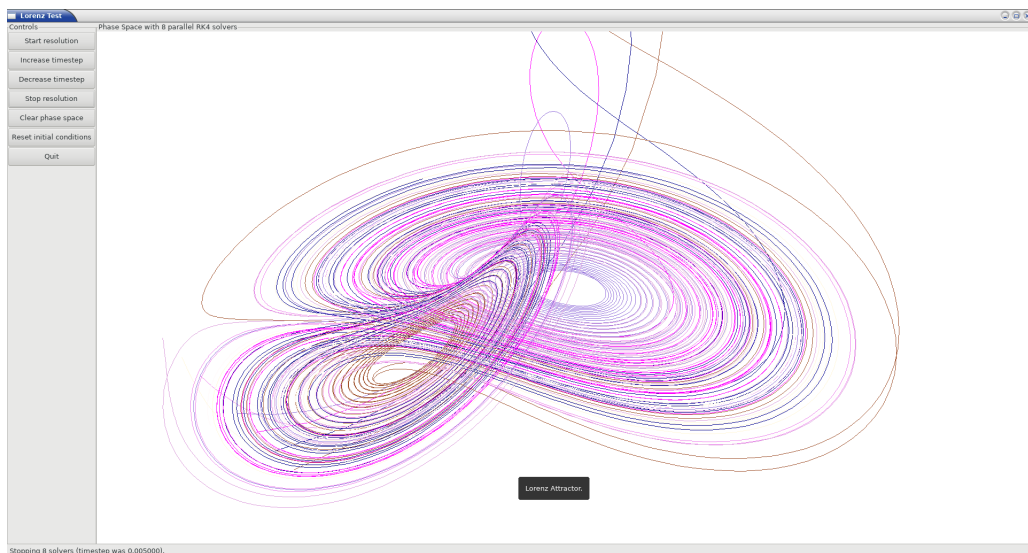 Lorenz Test
Controls
Phase Space with 8 parallel RK4 solvers
Start resolution
Increase timestep
Decrease timestep
Stop resolution
Clear phase space
Reset initial conditions
Quit
Lorenz Attractor.
Stopping 8 solvers (timestep was 0.005000).